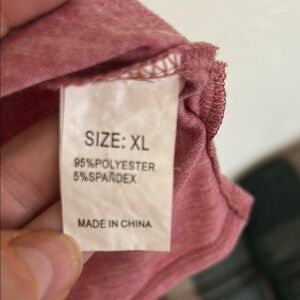 SIZE: XL
95%POLYESTER
5%SPANDEX
MADE IN CHINA